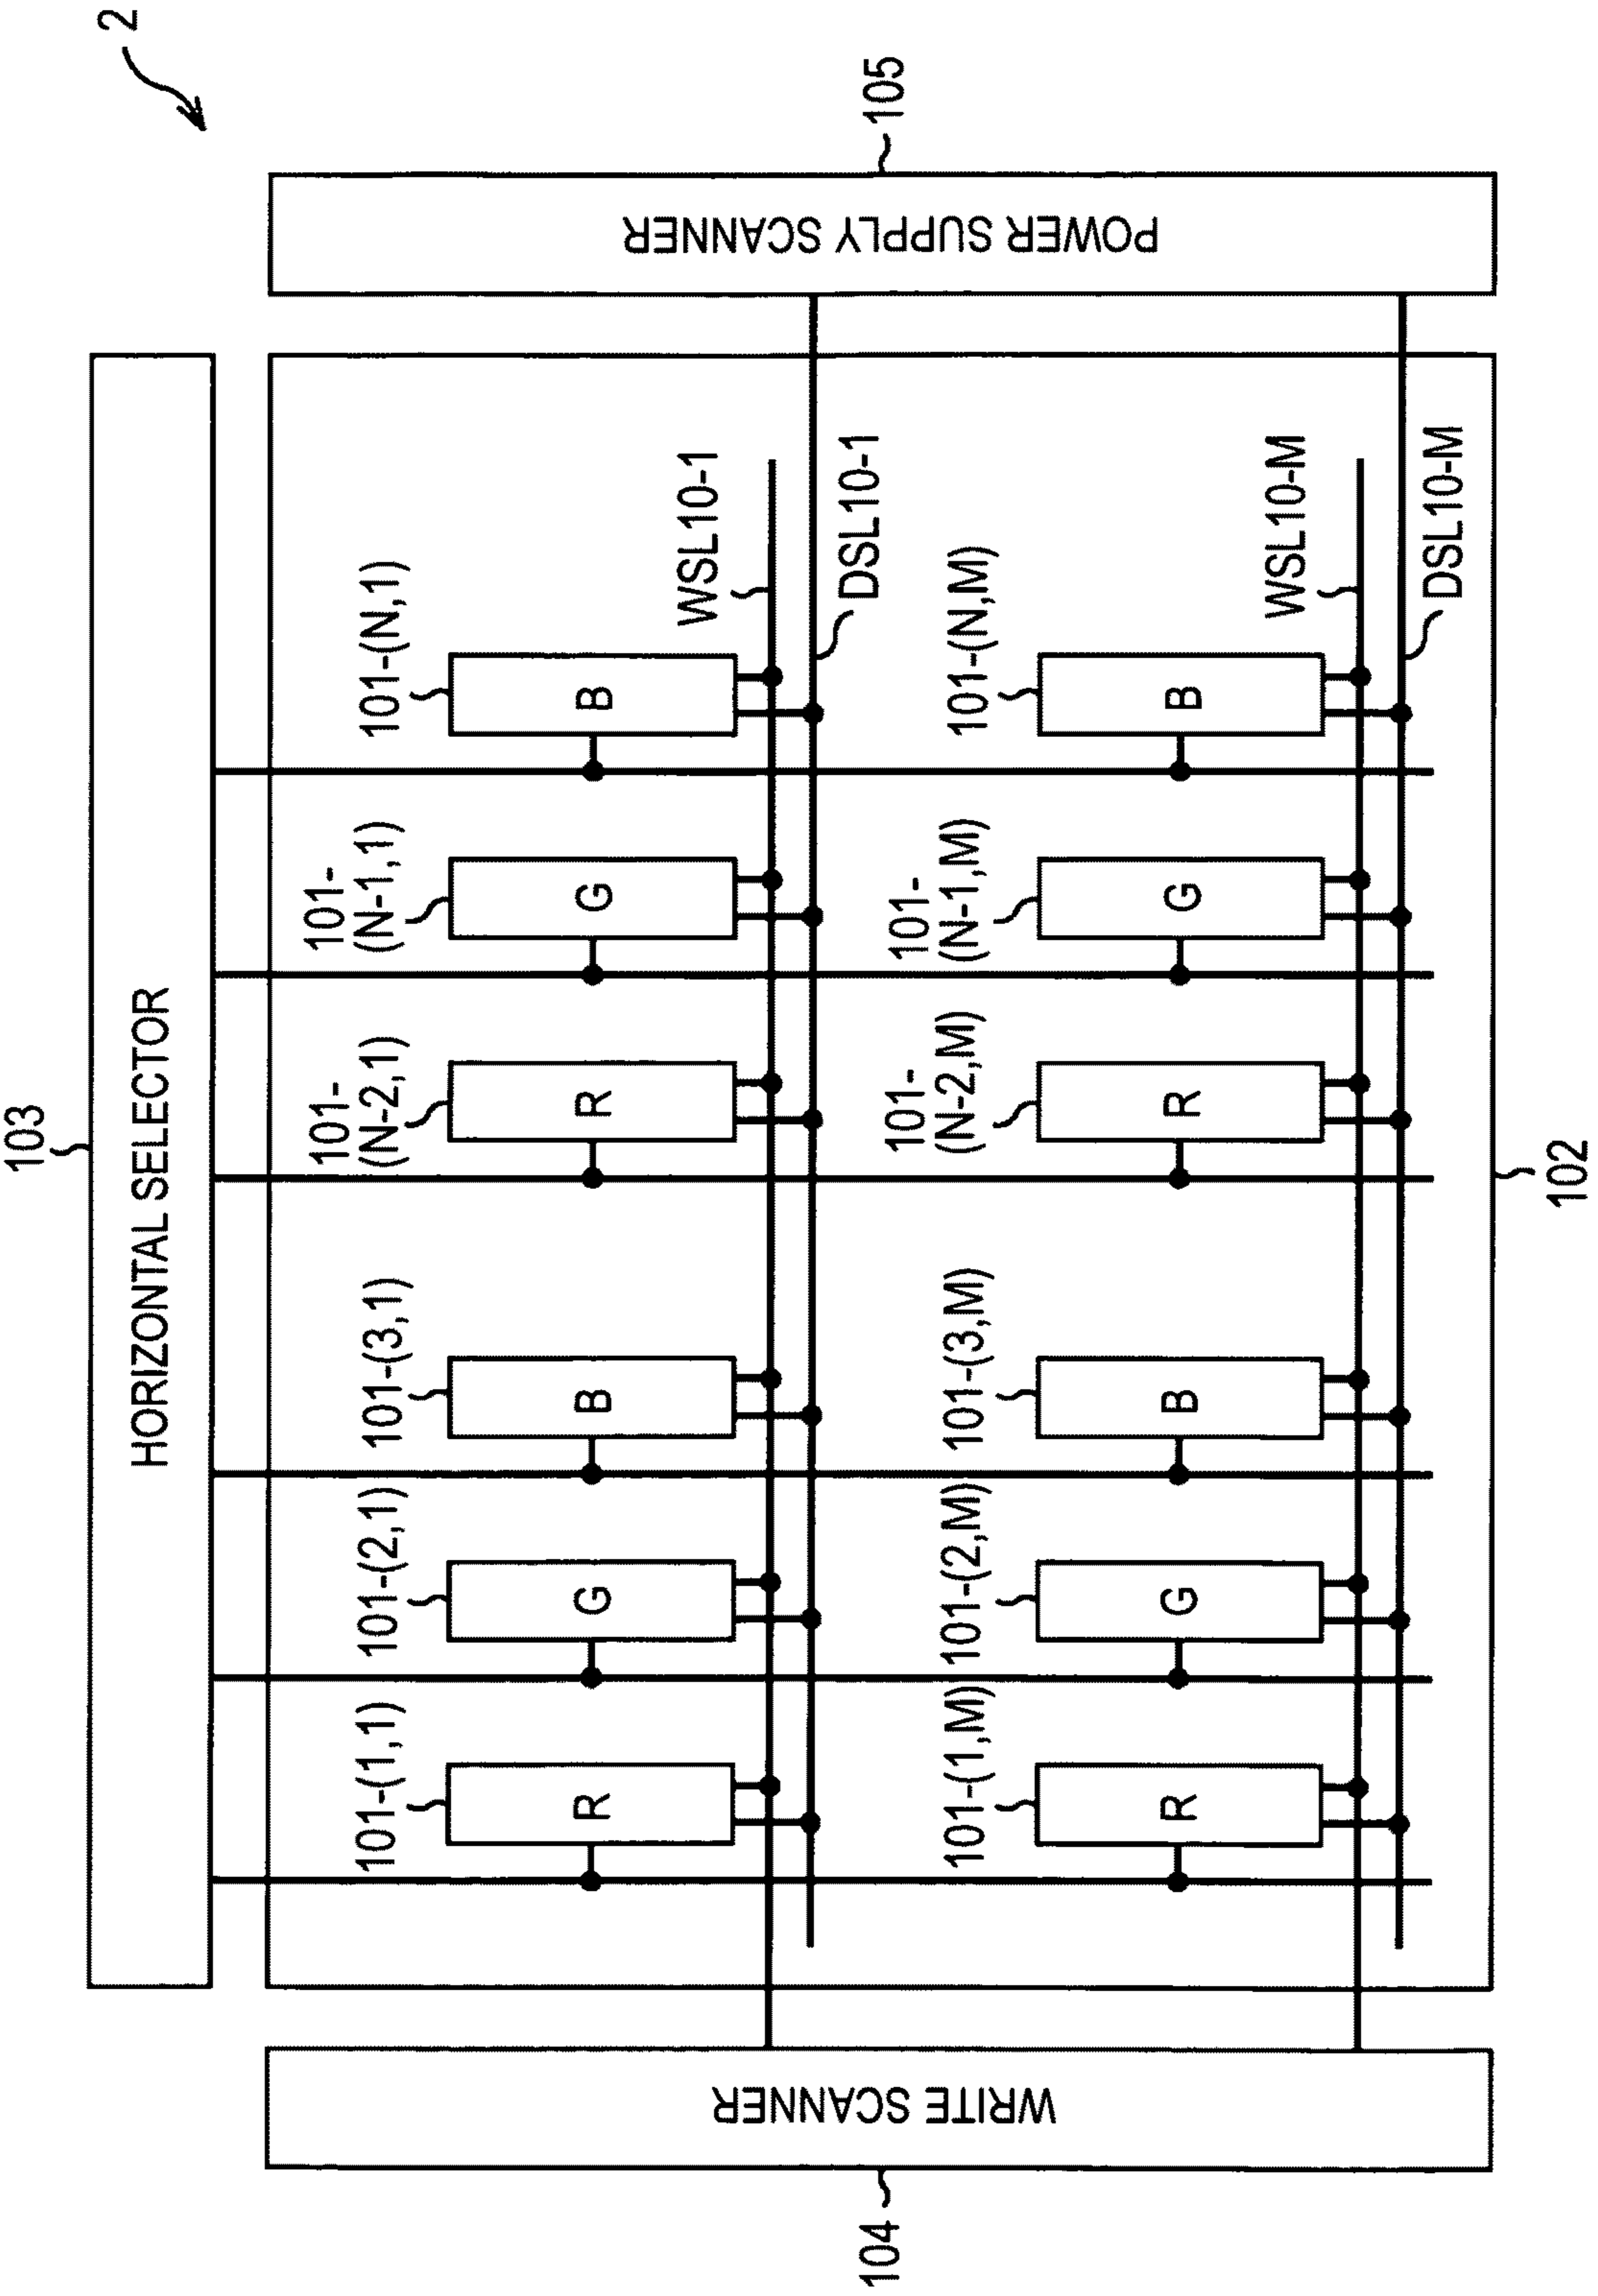 2
103
HORIZONTAL SELECTOR
104
WRITE SCANNER
POWER SUPPLY SCANNER
105
101-(1,1)
101-(2,1)
101-(3,1)
101-
(N-2,1)
101-
(N-1,1)
101-(N,1)
R
G
B
R
G
B
WSL10-1
DSL10-1
101-(1,M)
101-(2,M)
101-(3,M)
101-
(N-2,M)
101-
(N-1,M)
101-(N,M)
R
G
B
R
G
B
WSL10-M
DSL10-M
102